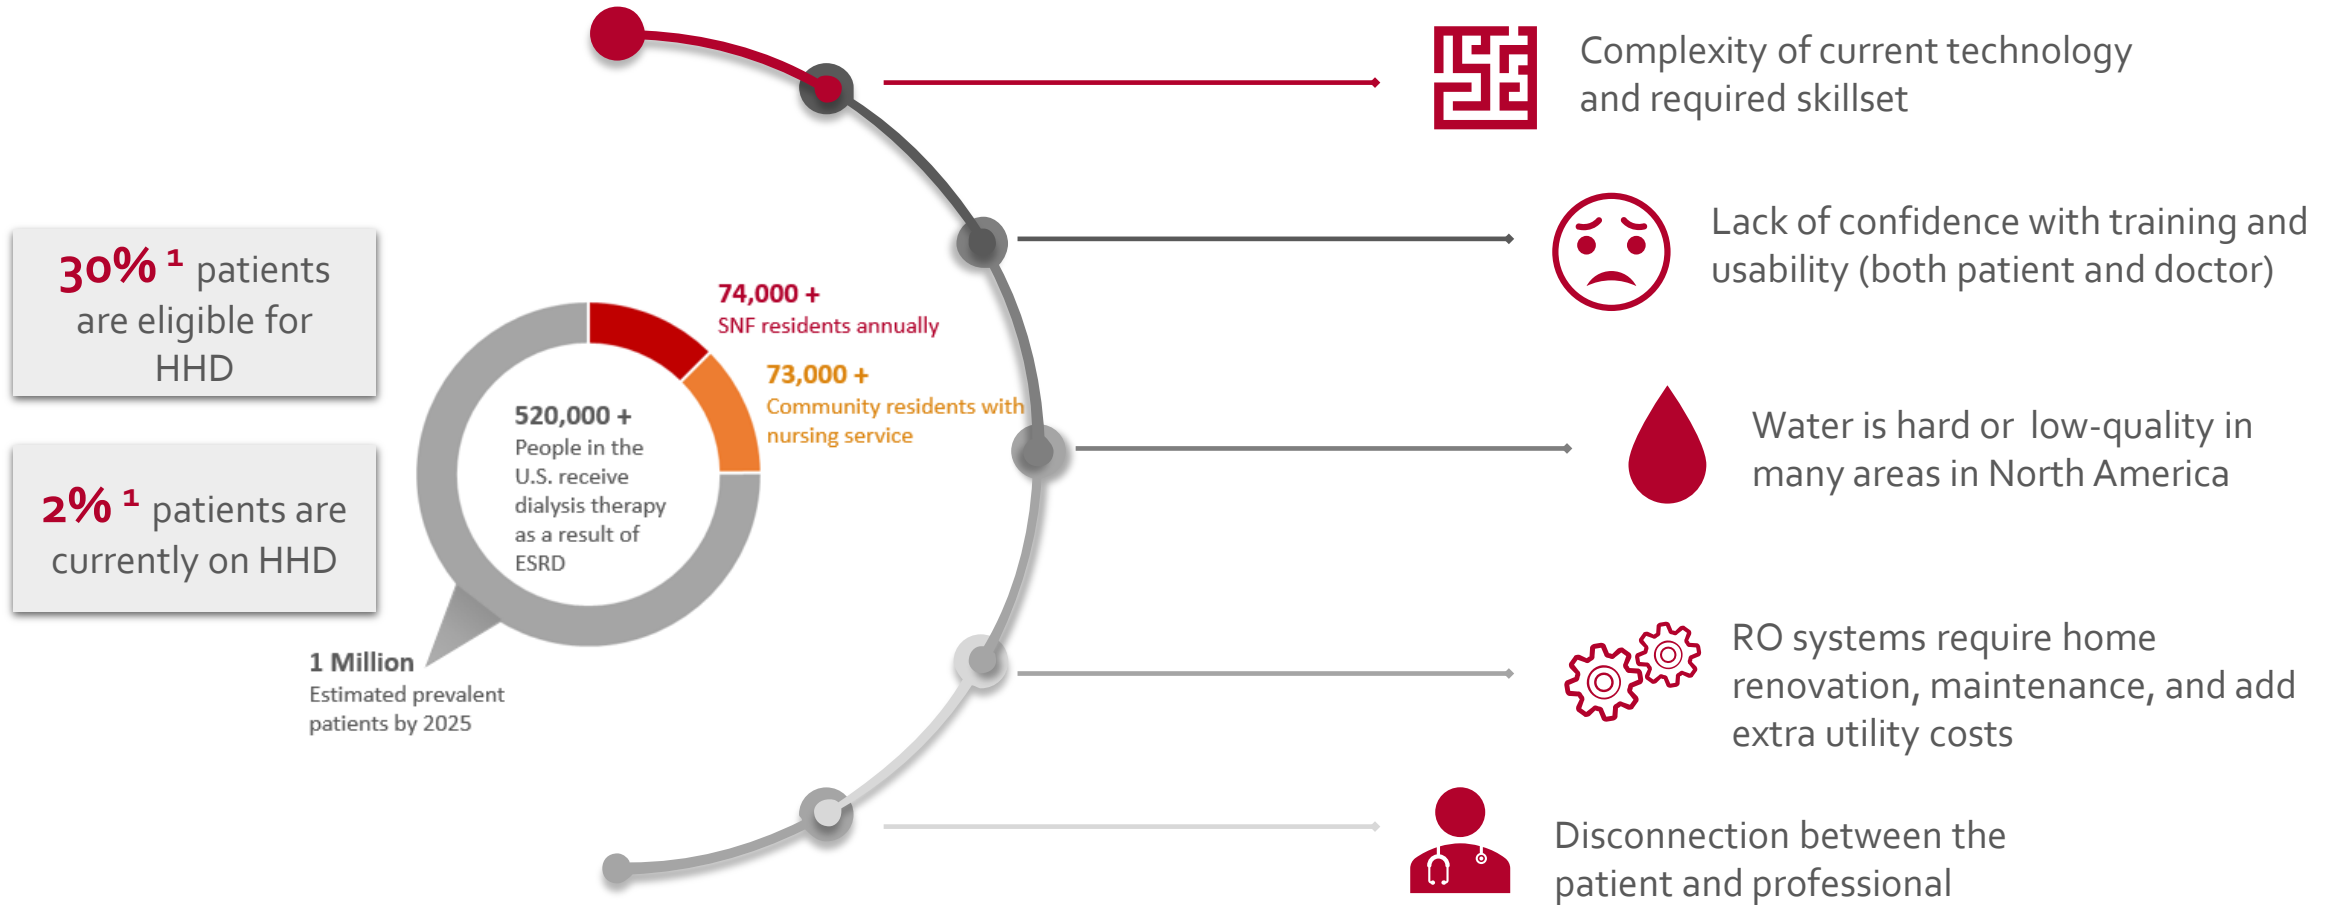 30% ¹ patients
are eligible for
HHD
2% ¹ patients are
currently on HHD
74,000 +
SNF residents annually
73,000 +
Community residents with
nursing service
520,000 +
People in the
U.S. receive
dialysis therapy
as a result of
ESRD
1 Million
Estimated prevalent
patients by 2025
Complexity of current technology
and required skillset
Lack of confidence with training and
usability (both patient and doctor)
Water is hard or  low-quality in
many areas in North America
RO systems require home
renovation, maintenance, and add
extra utility costs
Disconnection between the
patient and professional